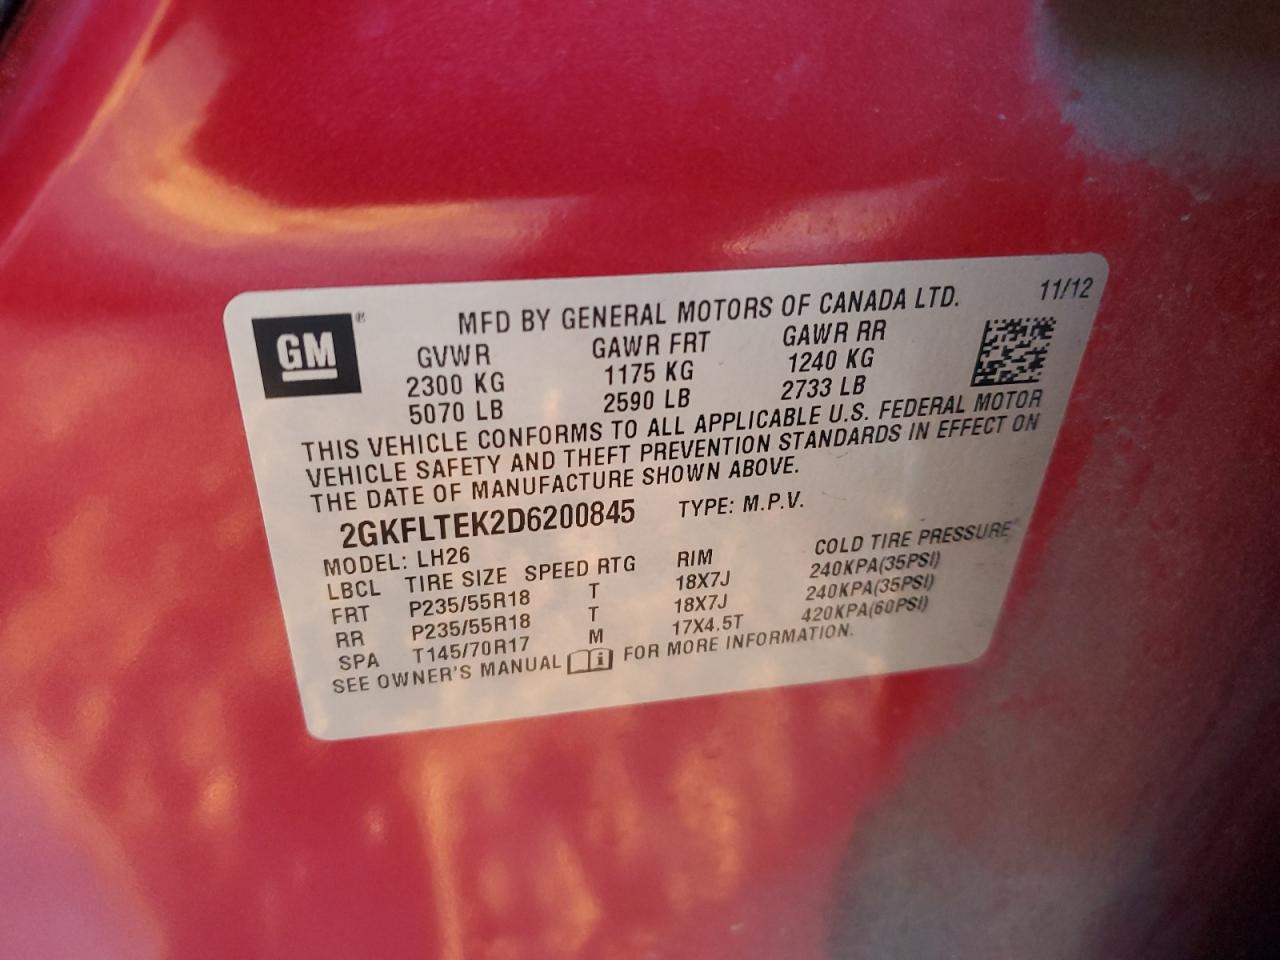 GM ®
MFD BY GENERAL MOTORS OF CANADA LTD. 11/12
GVWR GAWR FRT GAWR RR
2300 KG 1175 KG 1240 KG
5070 LB 2590 LB 2733 LB
THIS VEHICLE CONFORMS TO ALL APPLICABLE U.S. FEDERAL MOTOR
VEHICLE SAFETY AND THEFT PREVENTION STANDARDS IN EFFECT ON
THE DATE OF MANUFACTURE SHOWN ABOVE.
2GKFLTEK2D6200845 TYPE: M.P.V.
MODEL: LH26
LBCL TIRE SIZE SPEED RTG RIM COLD TIRE PRESSURE
FRT P235/55R18 T 18X7J 240KPA(35PSI)
RR P235/55R18 T 18X7J 240KPA(35PSI)
SPA T145/70R17 M 17X4.5T 420KPA(60PSI)
SEE OWNER'S MANUAL FOR MORE INFORMATION.